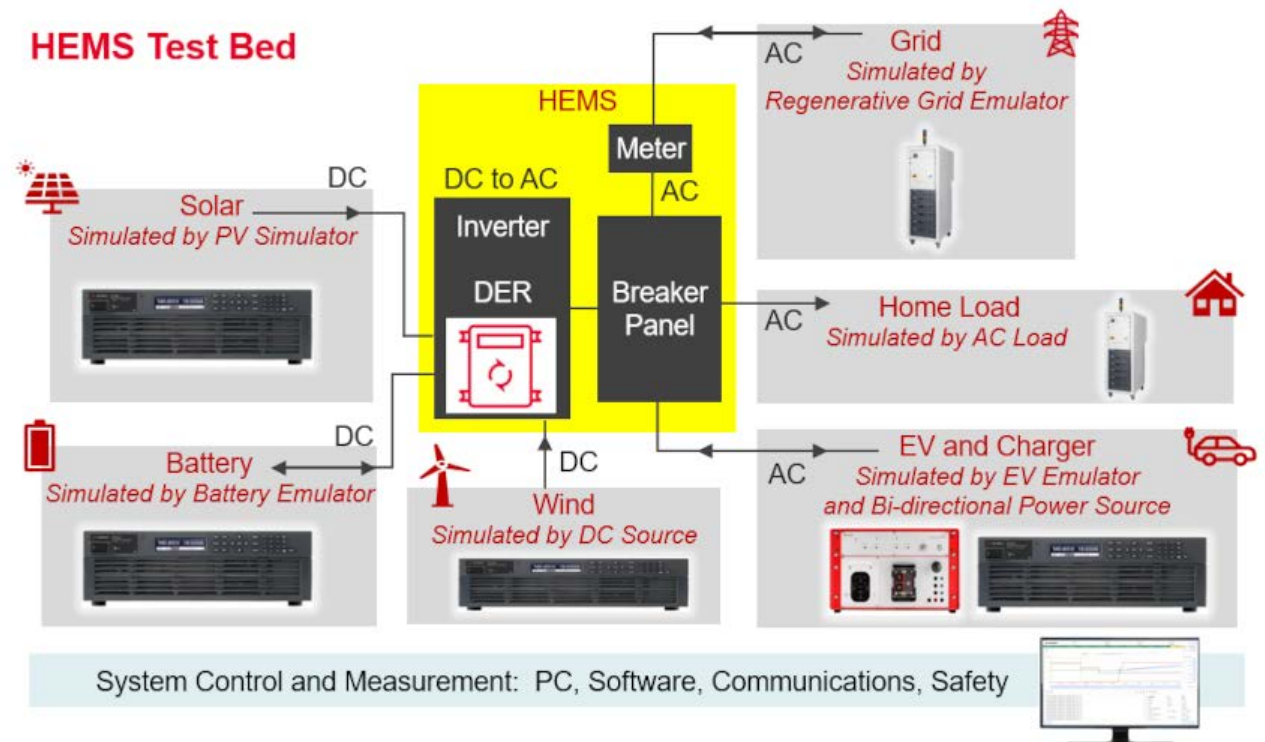 HEMS Test Bed
AC
Grid
Simulated by
Regenerative Grid Emulator
HEMS
Meter
AC
DC
Solar
Simulated by PV Simulator
DC to AC
Inverter
DER
Breaker
Panel
AC
Home Load
Simulated by AC Load
DC
Battery
Simulated by Battery Emulator
DC
Wind
Simulated by DC Source
AC
EV and Charger
Simulated by EV Emulator
and Bi-directional Power Source
System Control and Measurement: PC, Software, Communications, Safety